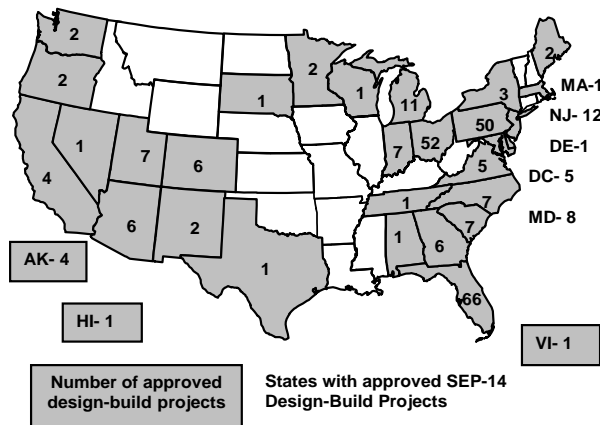 2
2
2
MA-1
2
1
1
11
3
NJ- 12
50
DE-1
1
7
6
7
52
5
DC- 5
4
1
7
MD- 8
6
2
1
6
7
AK- 4
1
66
HI- 1
VI- 1
Number of approved
design-build projects
States with approved SEP-14
Design-Build Projects